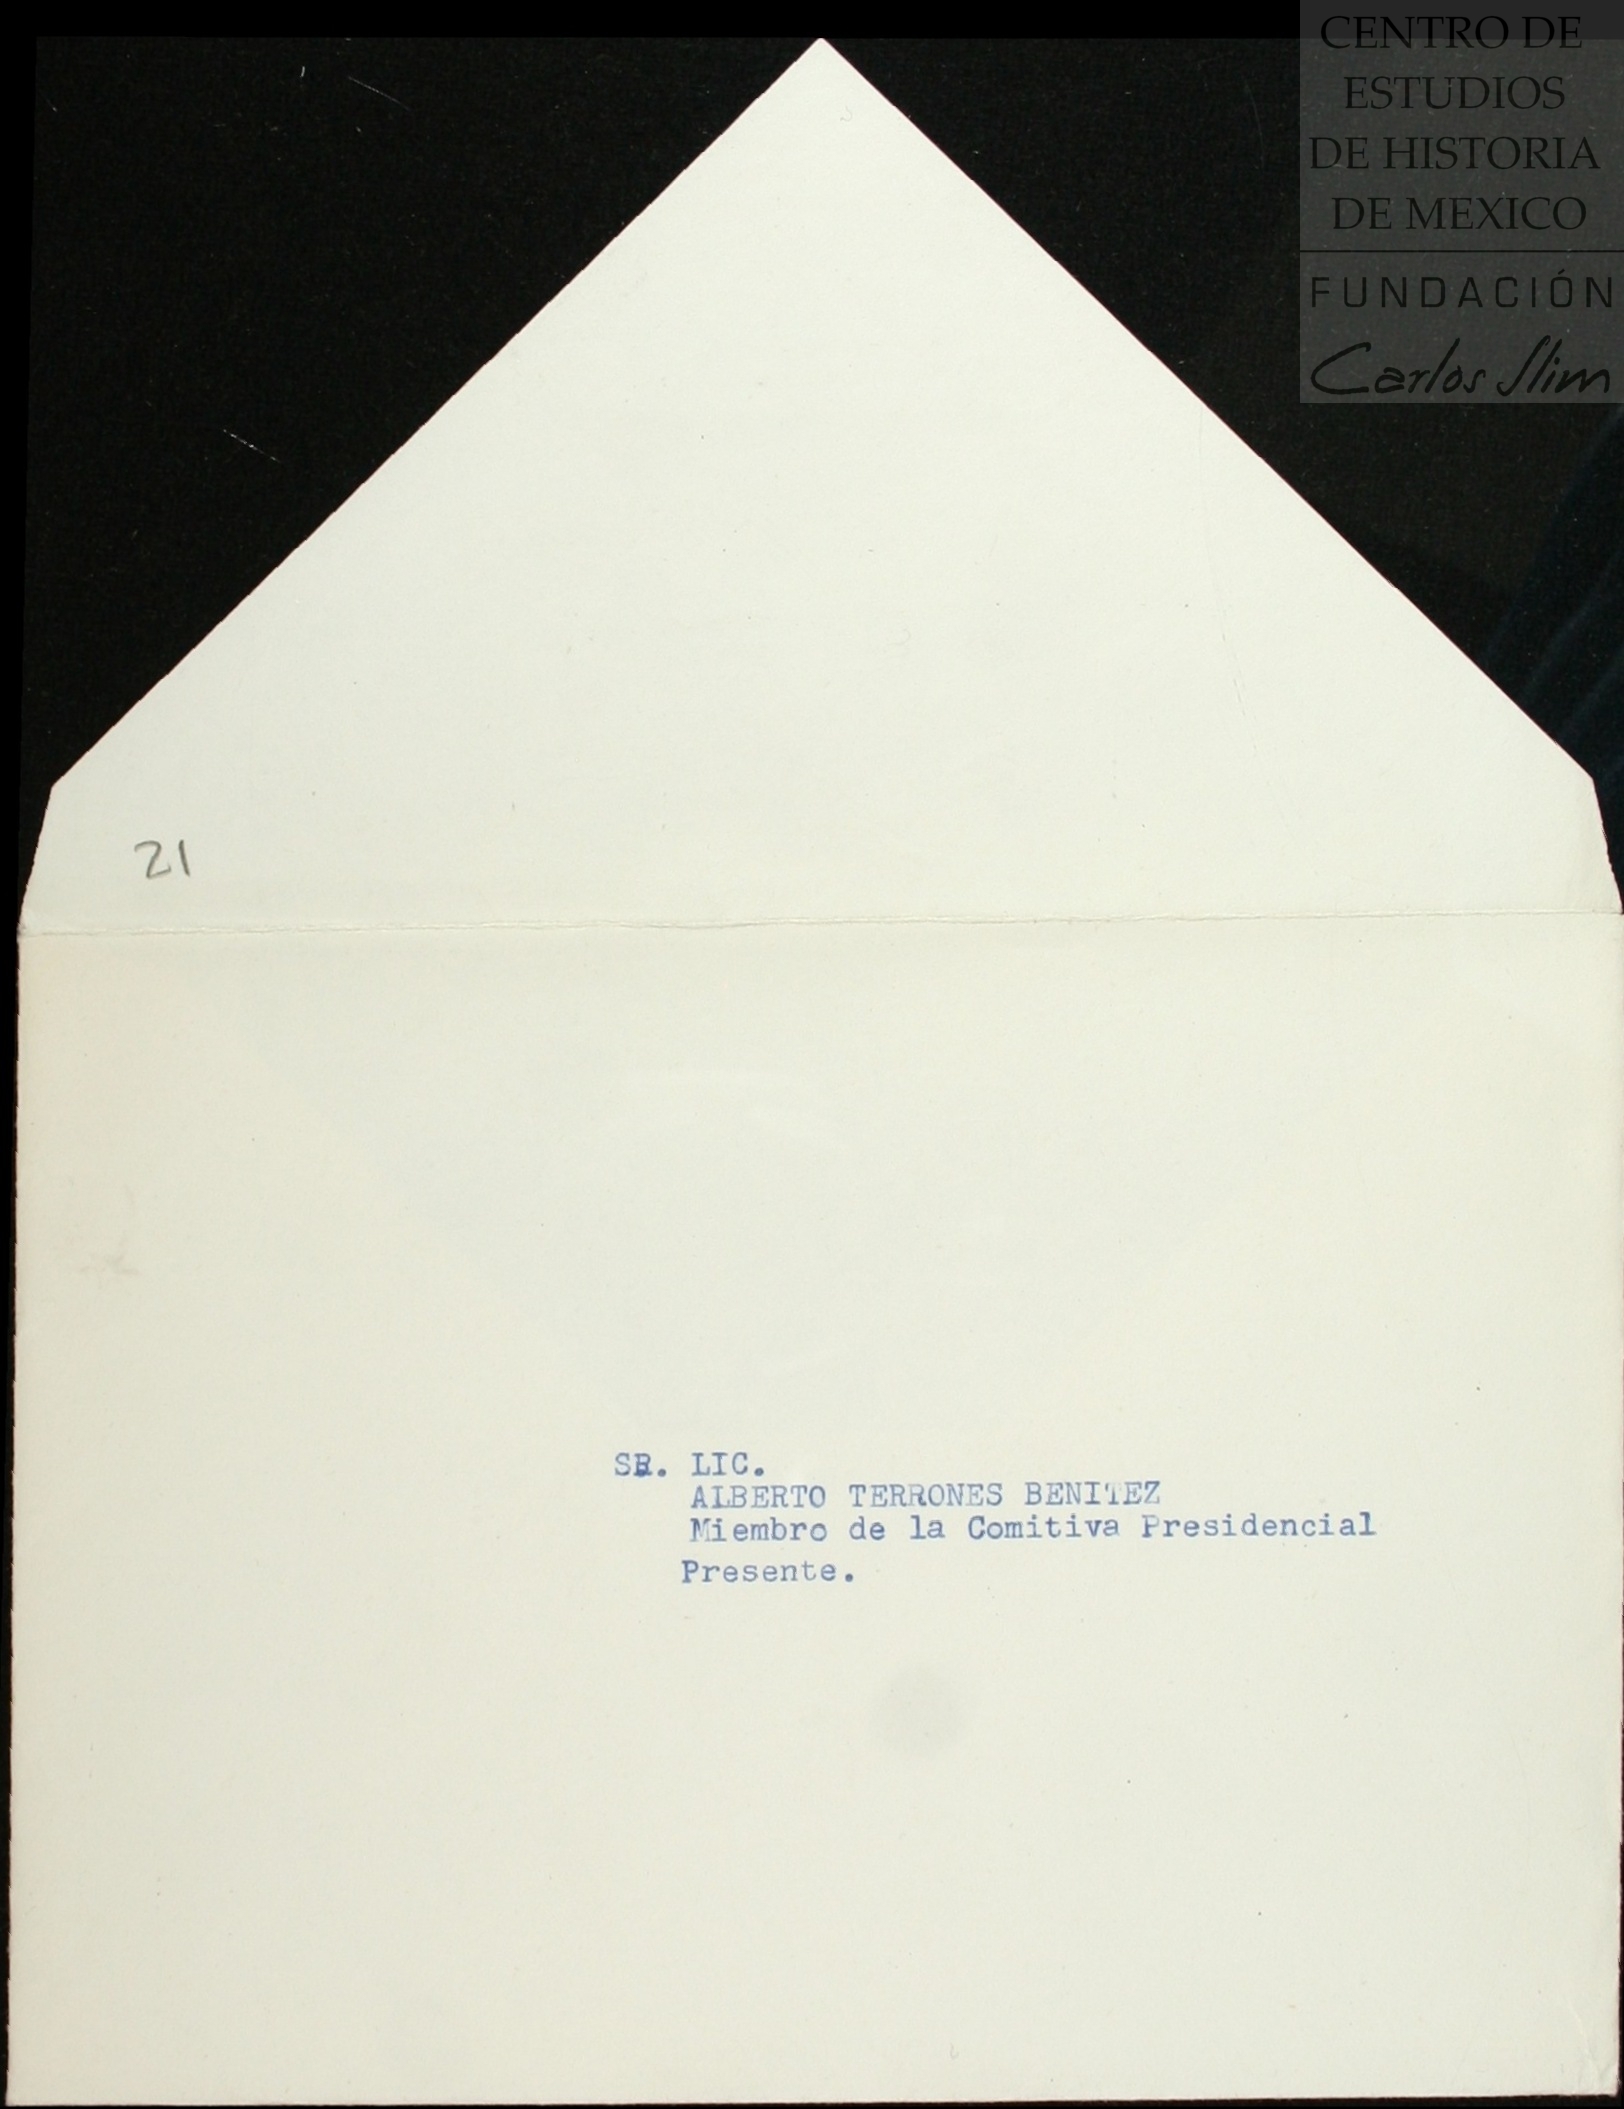 CENTRO DE
ESTUDIOS
DE HISTORIA
DE MEXICO
FUNDACIÓN
Carlos Slim
21
SR. LIC.
ALBERTO TERRONES BENITEZ
Miembro de la Comitiva Presidencial
Presente.